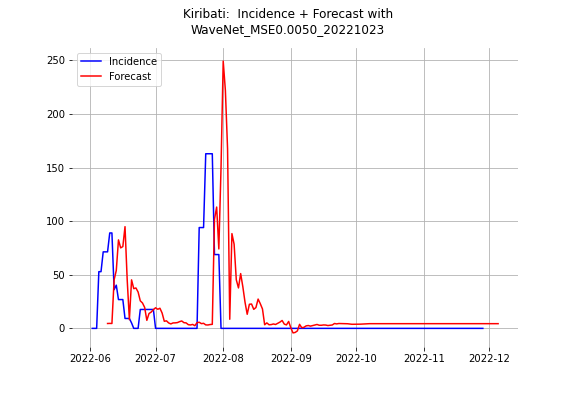 Kiribati:  Incidence + Forecast with
WaveNet_MSE0.0050_20221023
Incidence
Forecast
250
200
150
100
50
0
2022-06 2022-07 2022-08 2022-09 2022-10 2022-11 2022-12